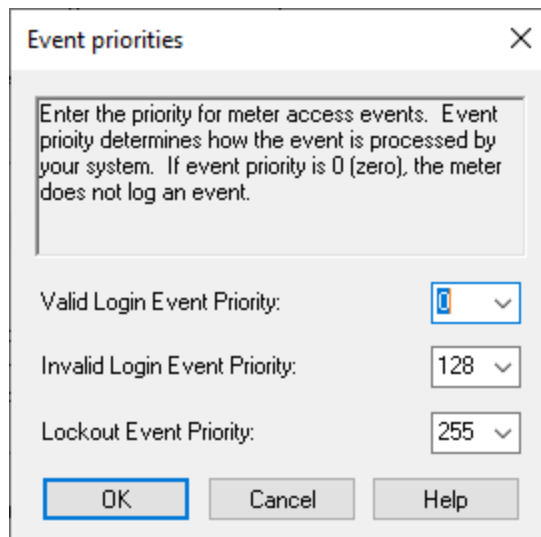 Event priorities
Enter the priority for meter access events.  Event
prioity determines how the event is processed by
your system.  If event priority is 0 (zero), the meter
does not log an event.
Valid Login Event Priority:
0
Invalid Login Event Priority:
128
Lockout Event Priority:
255
OK
Cancel
Help